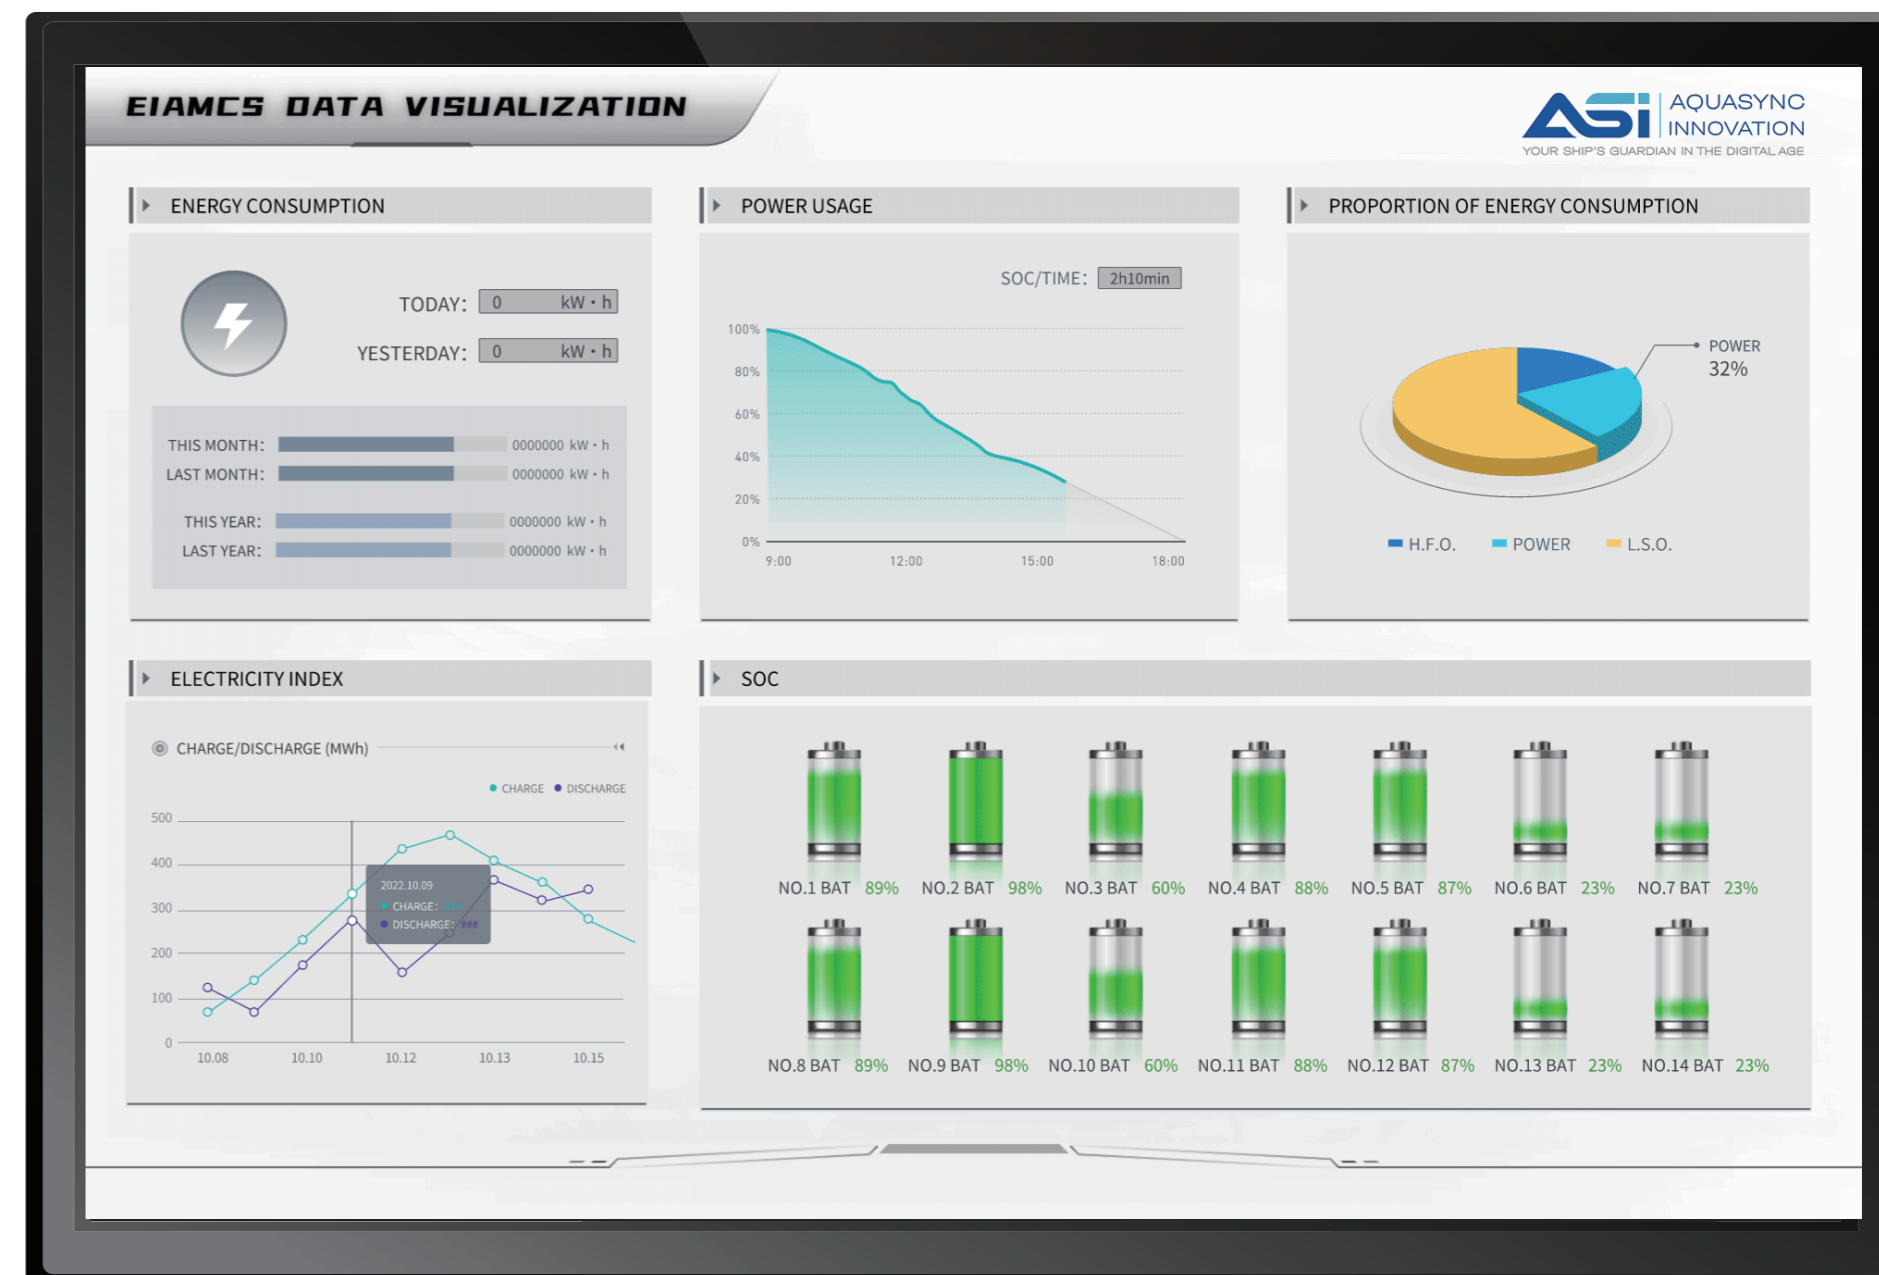 EIAMCS DATA VISUALIZATION
ASi
AQUASYNC
INNOVATION
YOUR SHIP'S GUARDIAN IN THE DIGITAL AGE
ENERGY CONSUMPTION
TODAY: 0 kW·h
YESTERDAY: 0 kW·h
THIS MONTH: 0000000 kW·h
LAST MONTH: 0000000 kW·h
THIS YEAR: 0000000 kW·h
LAST YEAR: 0000000 kW·h
POWER USAGE
SOC/TIME: 2h10min
100%
80%
60%
40%
20%
0%
9:00 12:00 15:00 18:00
PROPORTION OF ENERGY CONSUMPTION
POWER
32%
H.F.O. POWER L.S.O.
ELECTRICITY INDEX
CHARGE/DISCHARGE (MWh)
CHARGE DISCHARGE
500
400
300
200
100
0
2022.10.09
CHARGE:
DISCHARGE: ###
10.08 10.10 10.12 10.13 10.15
SOC
NO.1 BAT 89% NO.2 BAT 98% NO.3 BAT 60% NO.4 BAT 88% NO.5 BAT 87% NO.6 BAT 23% NO.7 BAT 23%
NO.8 BAT 89% NO.9 BAT 98% NO.10 BAT 60% NO.11 BAT 88% NO.12 BAT 87% NO.13 BAT 23% NO.14 BAT 23%